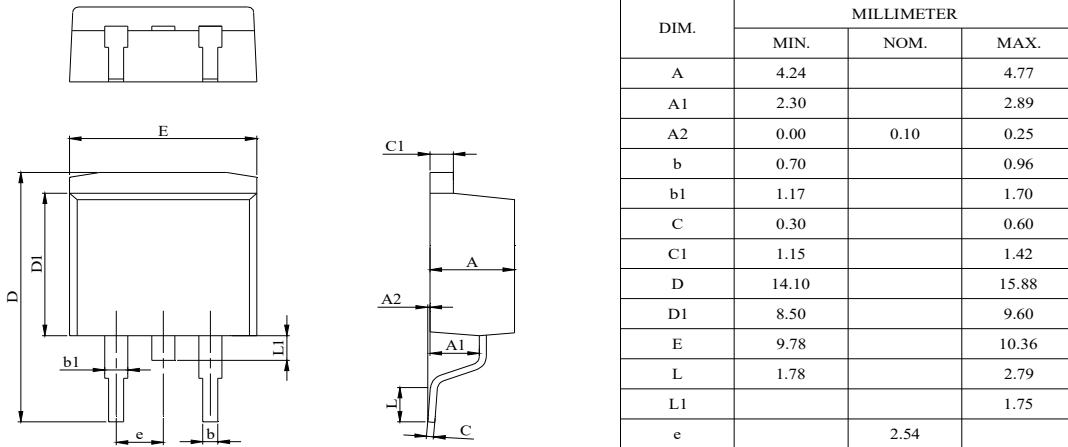 E
D
D1
b1
L1
e
b
C1
A
A2
A1
L
C
DIM. MILLIMETER
MIN. NOM. MAX.
A 4.24 4.77
A1 2.30 2.89
A2 0.00 0.10 0.25
b 0.70 0.96
b1 1.17 1.70
C 0.30 0.60
C1 1.15 1.42
D 14.10 15.88
D1 8.50 9.60
E 9.78 10.36
L 1.78 2.79
L1 1.75
e 2.54